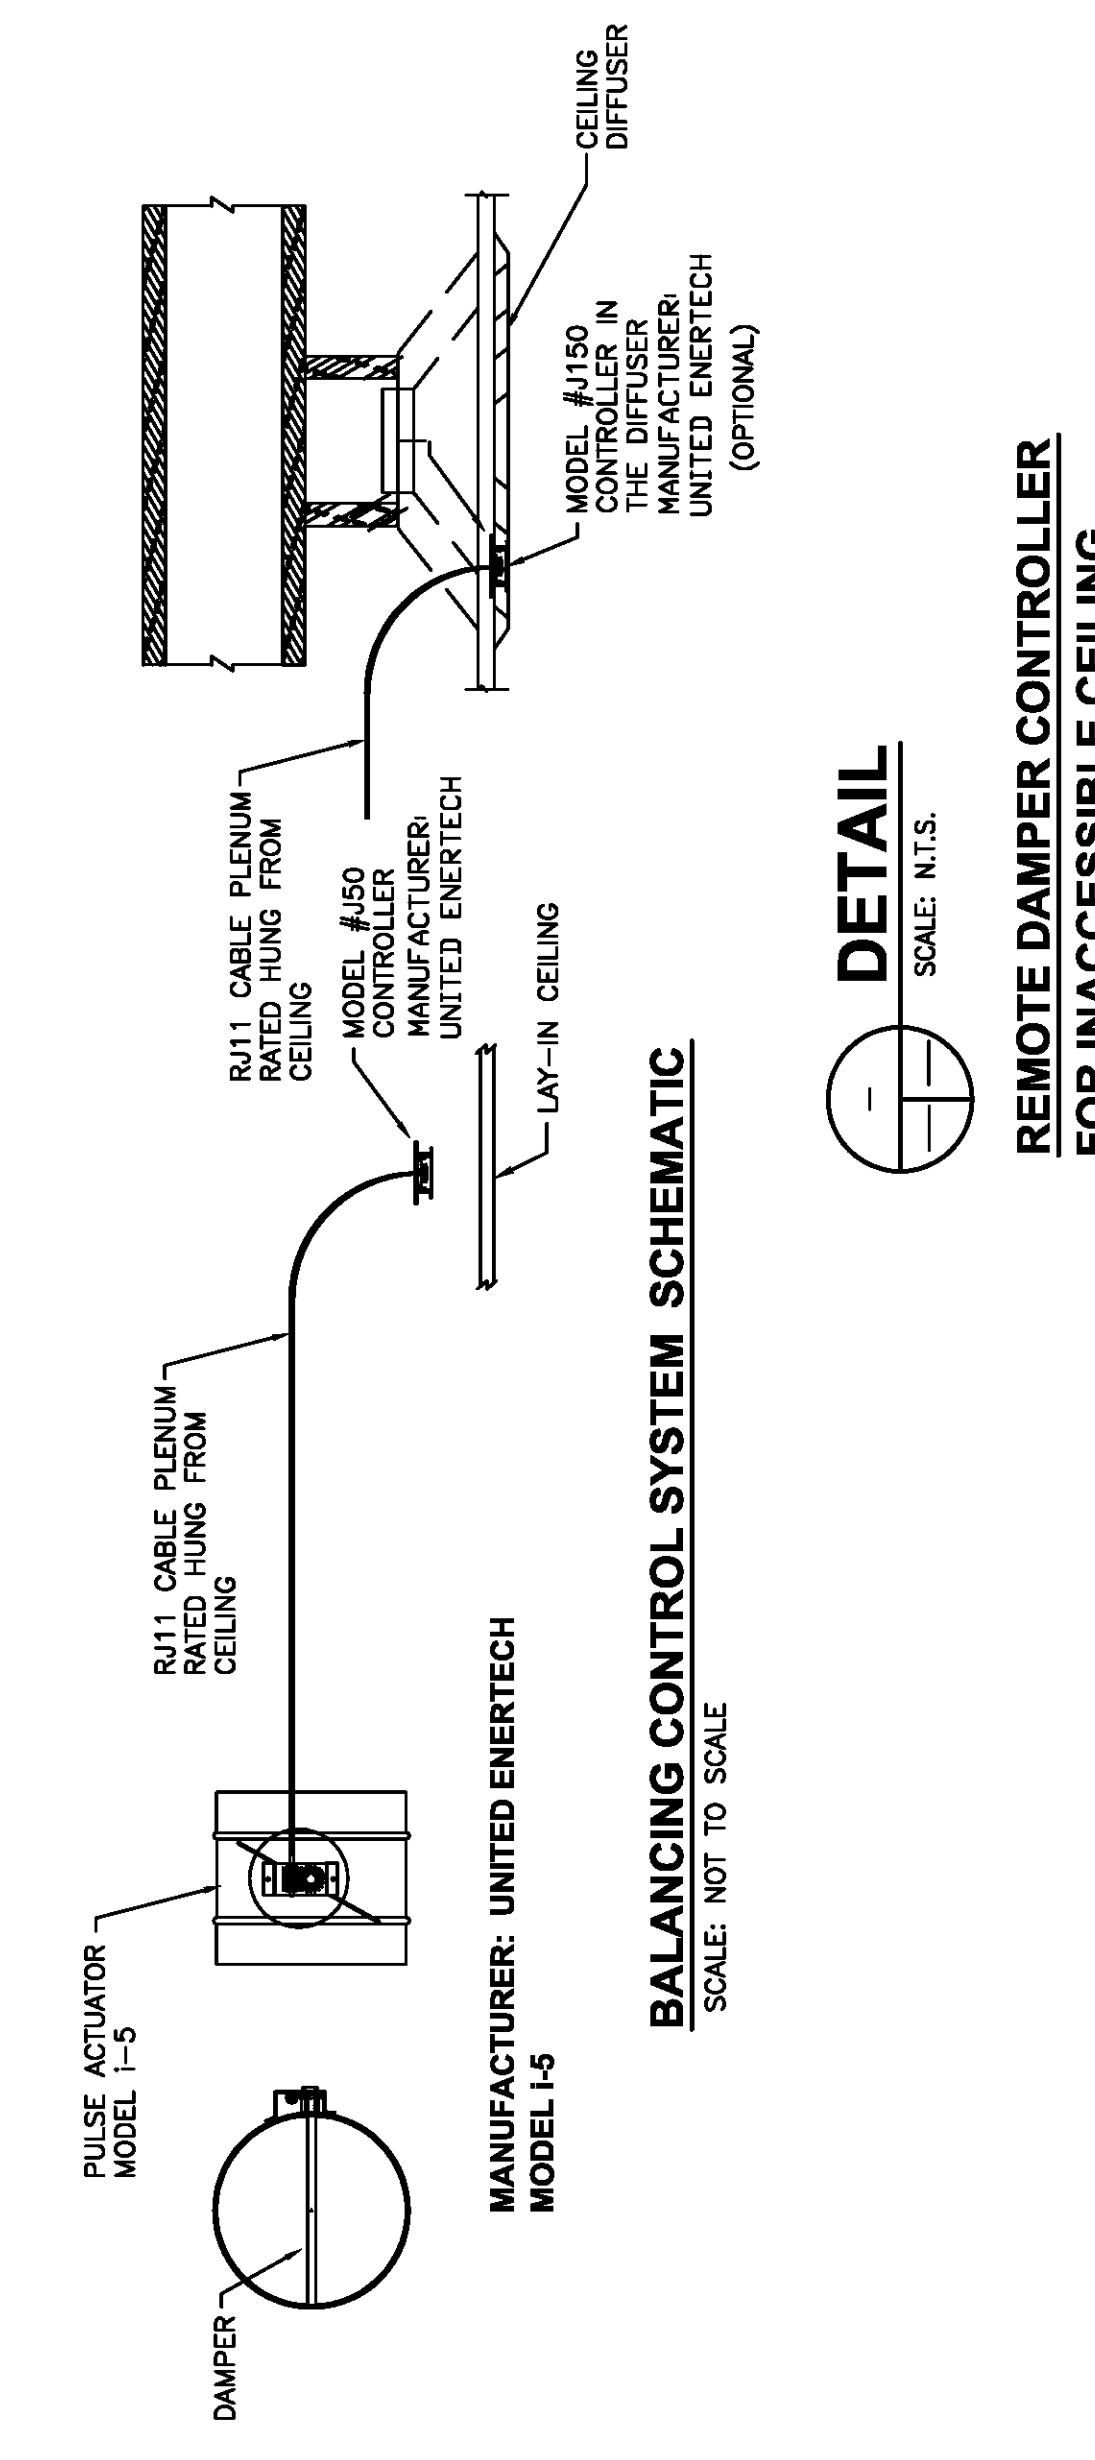 DAMPER
PULSE ACTUATOR
MODEL i-5
RJ11 CABLE PLENUM
RATED HUNG FROM
CEILING
RJ11 CABLE PLENUM
RATED HUNG FROM
CEILING
MODEL #J50
CONTROLLER
MANUFACTURER:
UNITED ENERTECH
LAY-IN CEILING
CEILING
DIFFUSER
MODEL #J150
CONTROLLER IN
THE DIFFUSER
MANUFACTURER:
UNITED ENERTECH
(OPTIONAL)
MANUFACTURER: UNITED ENERTECH
MODEL i-5
BALANCING CONTROL SYSTEM SCHEMATIC
SCALE: NOT TO SCALE
DETAIL
SCALE: N.T.S.
REMOTE DAMPER CONTROLLER
FOR INACCESSIBLE CEILING